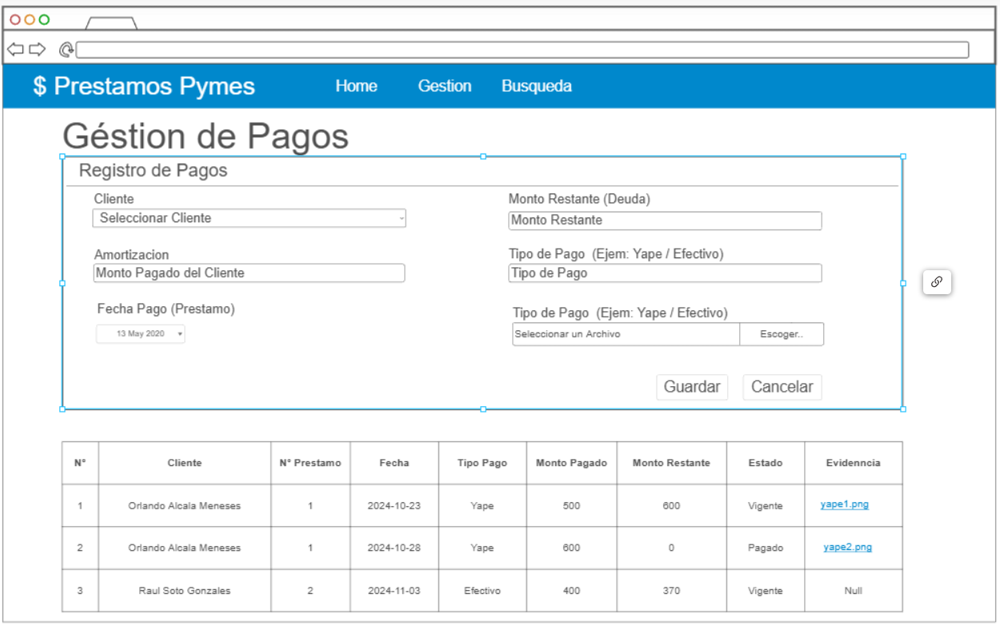 $ Prestamos Pymes Home Gestion Busqueda
Géstion de Pagos
Registro de Pagos
Cliente Monto Restante (Deuda)
Seleccionar Cliente Monto Restante
Amortizacion Tipo de Pago (Ejem: Yape / Efectivo)
Monto Pagado del Cliente Tipo de Pago
Fecha Pago (Prestamo) Tipo de Pago (Ejem: Yape / Efectivo)
13 May 2020 Seleccionar un Archivo Escoger..
Guardar Cancelar
N° Cliente N° Prestamo Fecha Tipo Pago Monto Pagado Monto Restante Estado Evidenncia
1 Orlando Alcala Meneses 1 2024-10-23 Yape 500 600 Vigente yape1.png
2 Orlando Alcala Meneses 1 2024-10-28 Yape 600 0 Pagado yape2.png
3 Raul Soto Gonzales 2 2024-11-03 Efectivo 400 370 Vigente Null